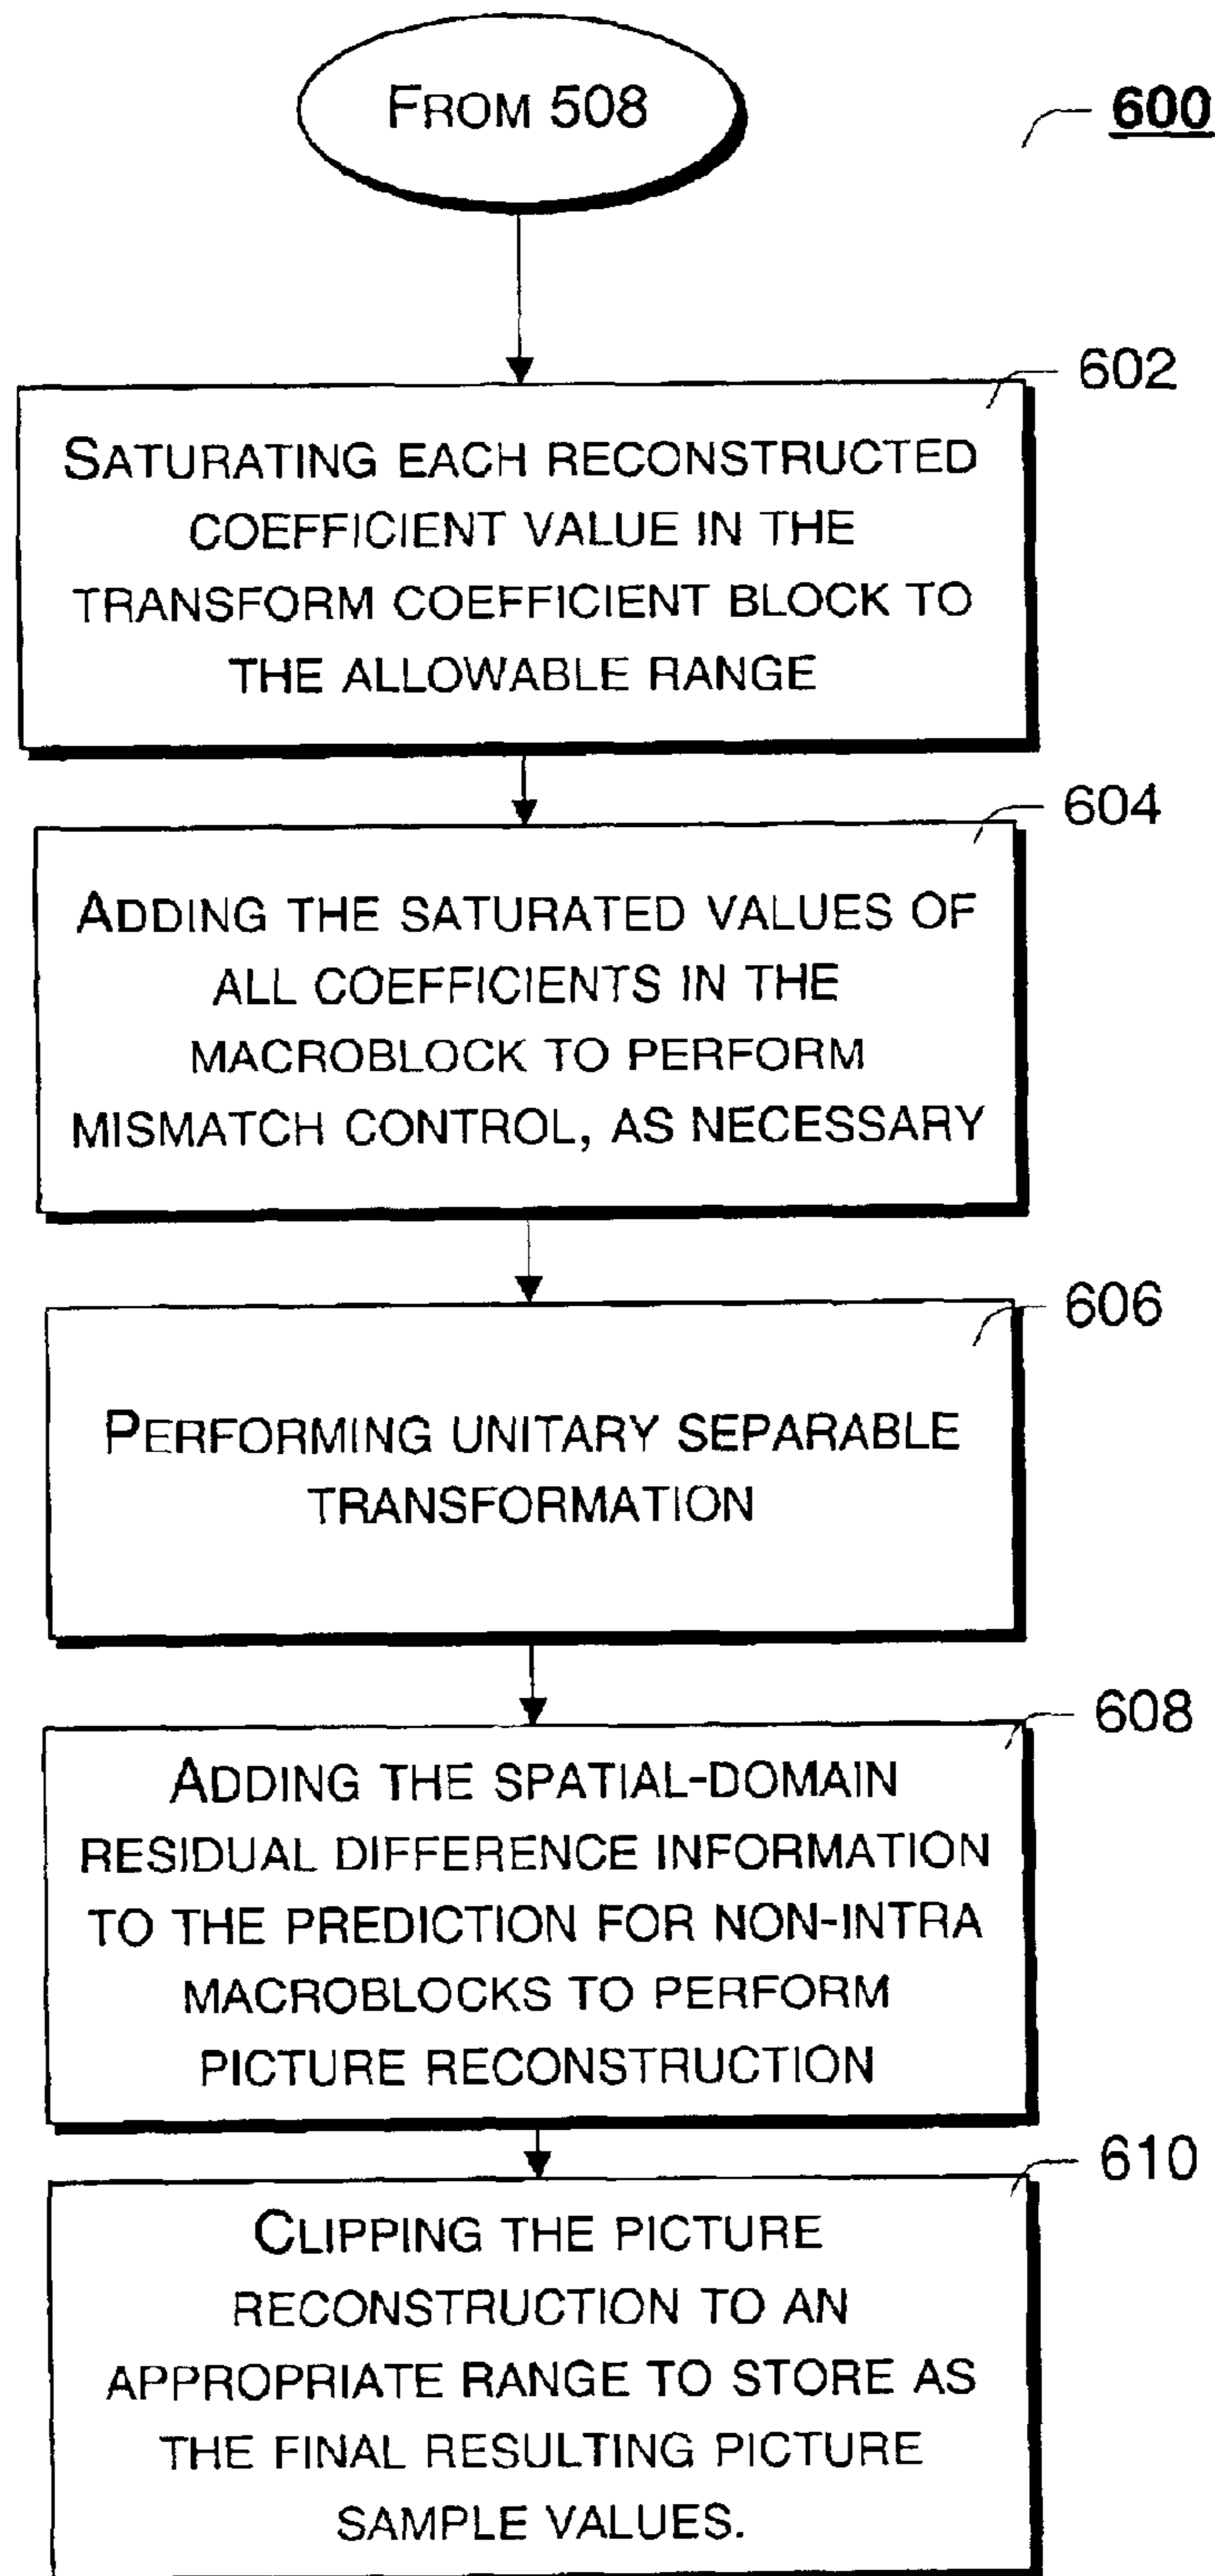 FROM 508
600
602
SATURATING EACH RECONSTRUCTED
COEFFICIENT VALUE IN THE
TRANSFORM COEFFICIENT BLOCK TO
THE ALLOWABLE RANGE
604
ADDING THE SATURATED VALUES OF
ALL COEFFICIENTS IN THE
MACROBLOCK TO PERFORM
MISMATCH CONTROL, AS NECESSARY
606
PERFORMING UNITARY SEPARABLE
TRANSFORMATION
608
ADDING THE SPATIAL-DOMAIN
RESIDUAL DIFFERENCE INFORMATION
TO THE PREDICTION FOR NON-INTRA
MACROBLOCKS TO PERFORM
PICTURE RECONSTRUCTION
610
CLIPPING THE PICTURE
RECONSTRUCTION TO AN
APPROPRIATE RANGE TO STORE AS
THE FINAL RESULTING PICTURE
SAMPLE VALUES.